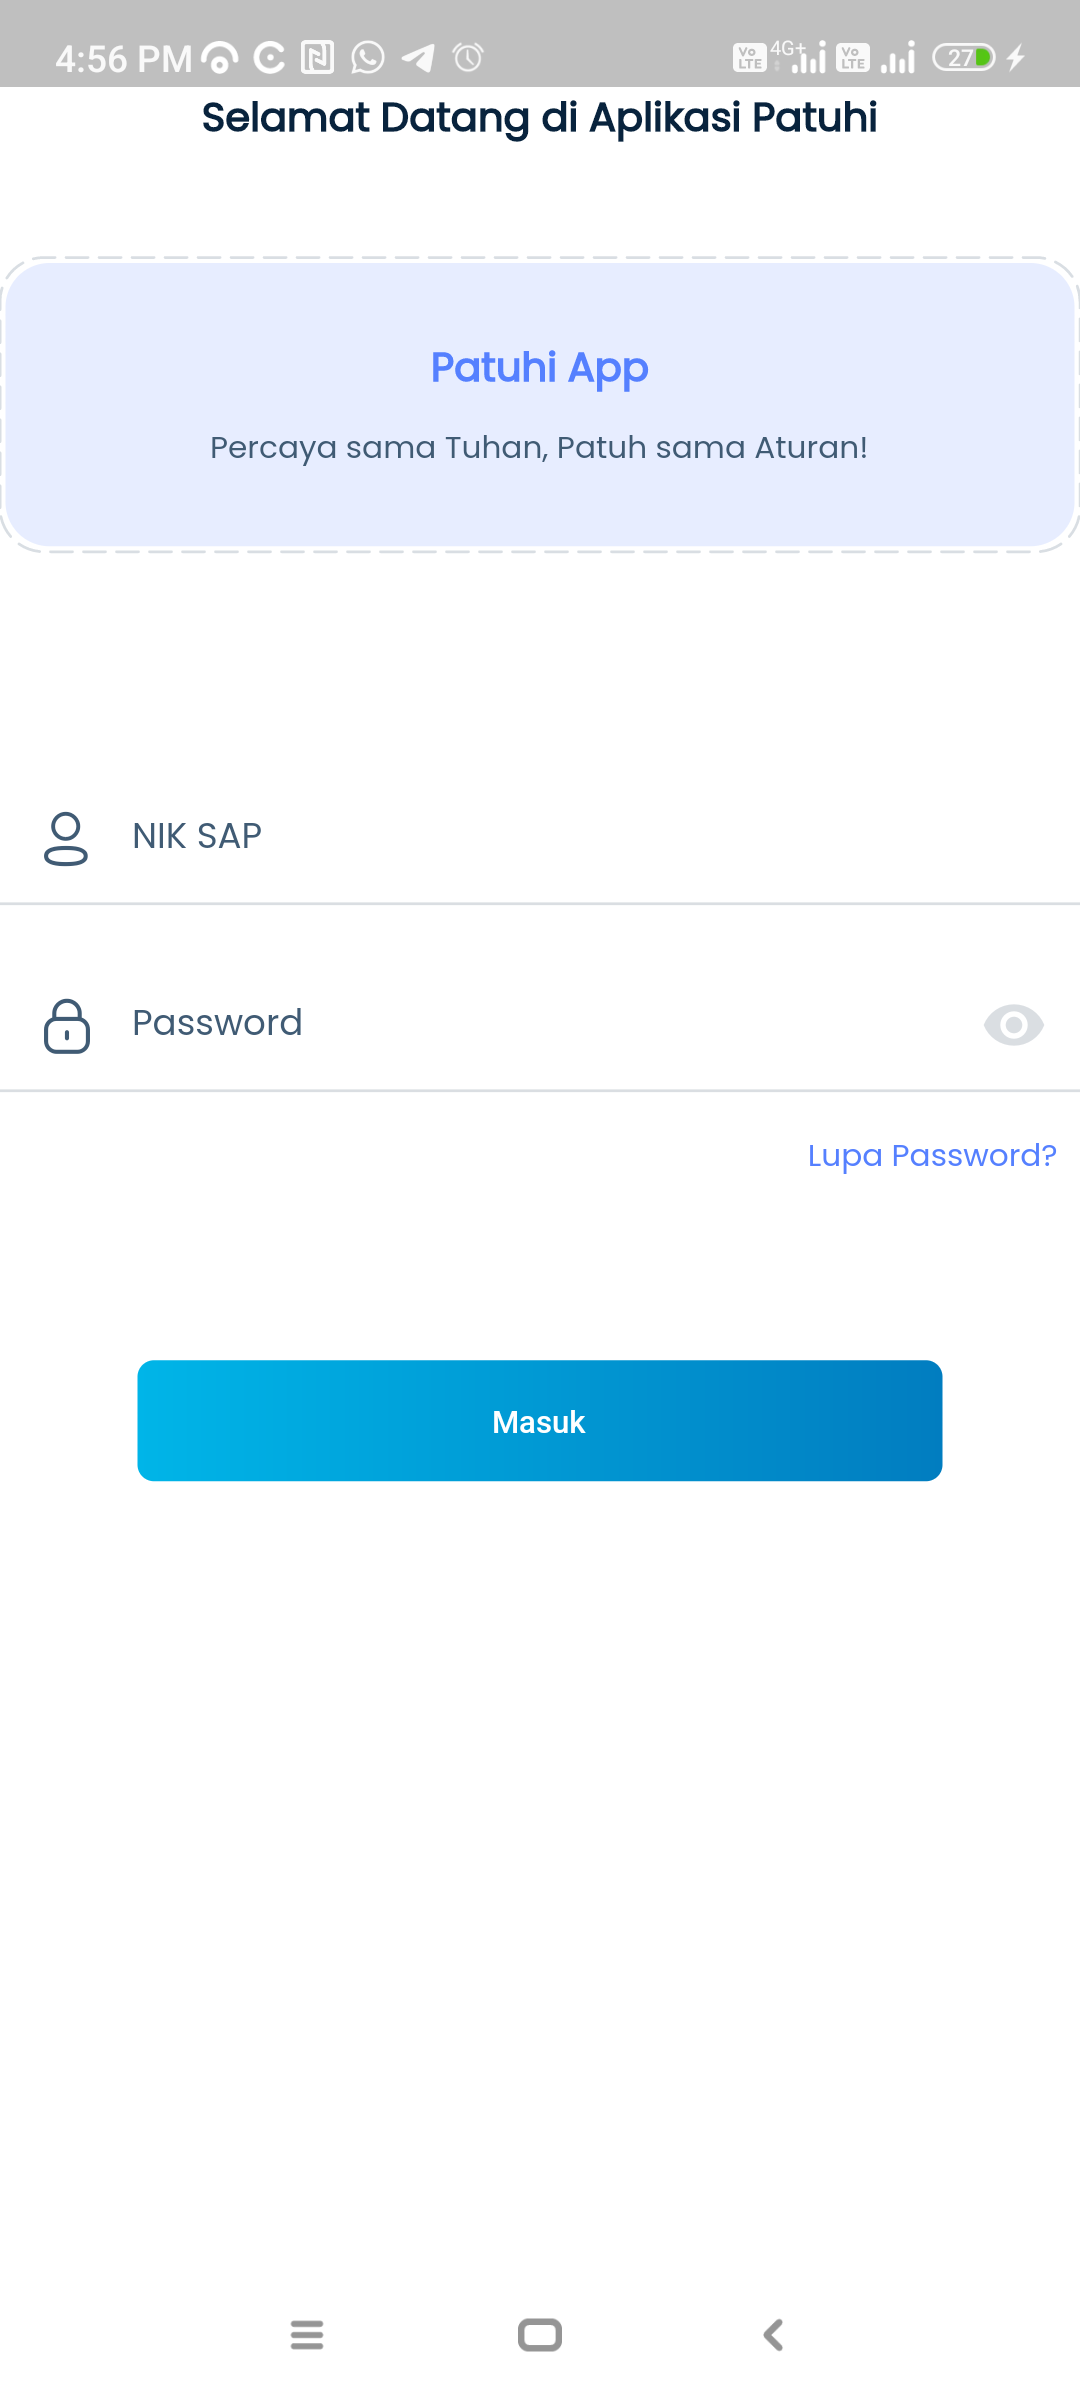 4:56 PM
Vo LTE 4G+ Vo LTE 27
Selamat Datang di Aplikasi Patuhi
Patuhi App
Percaya sama Tuhan, Patuh sama Aturan!
NIK SAP
Password
Lupa Password?
Masuk